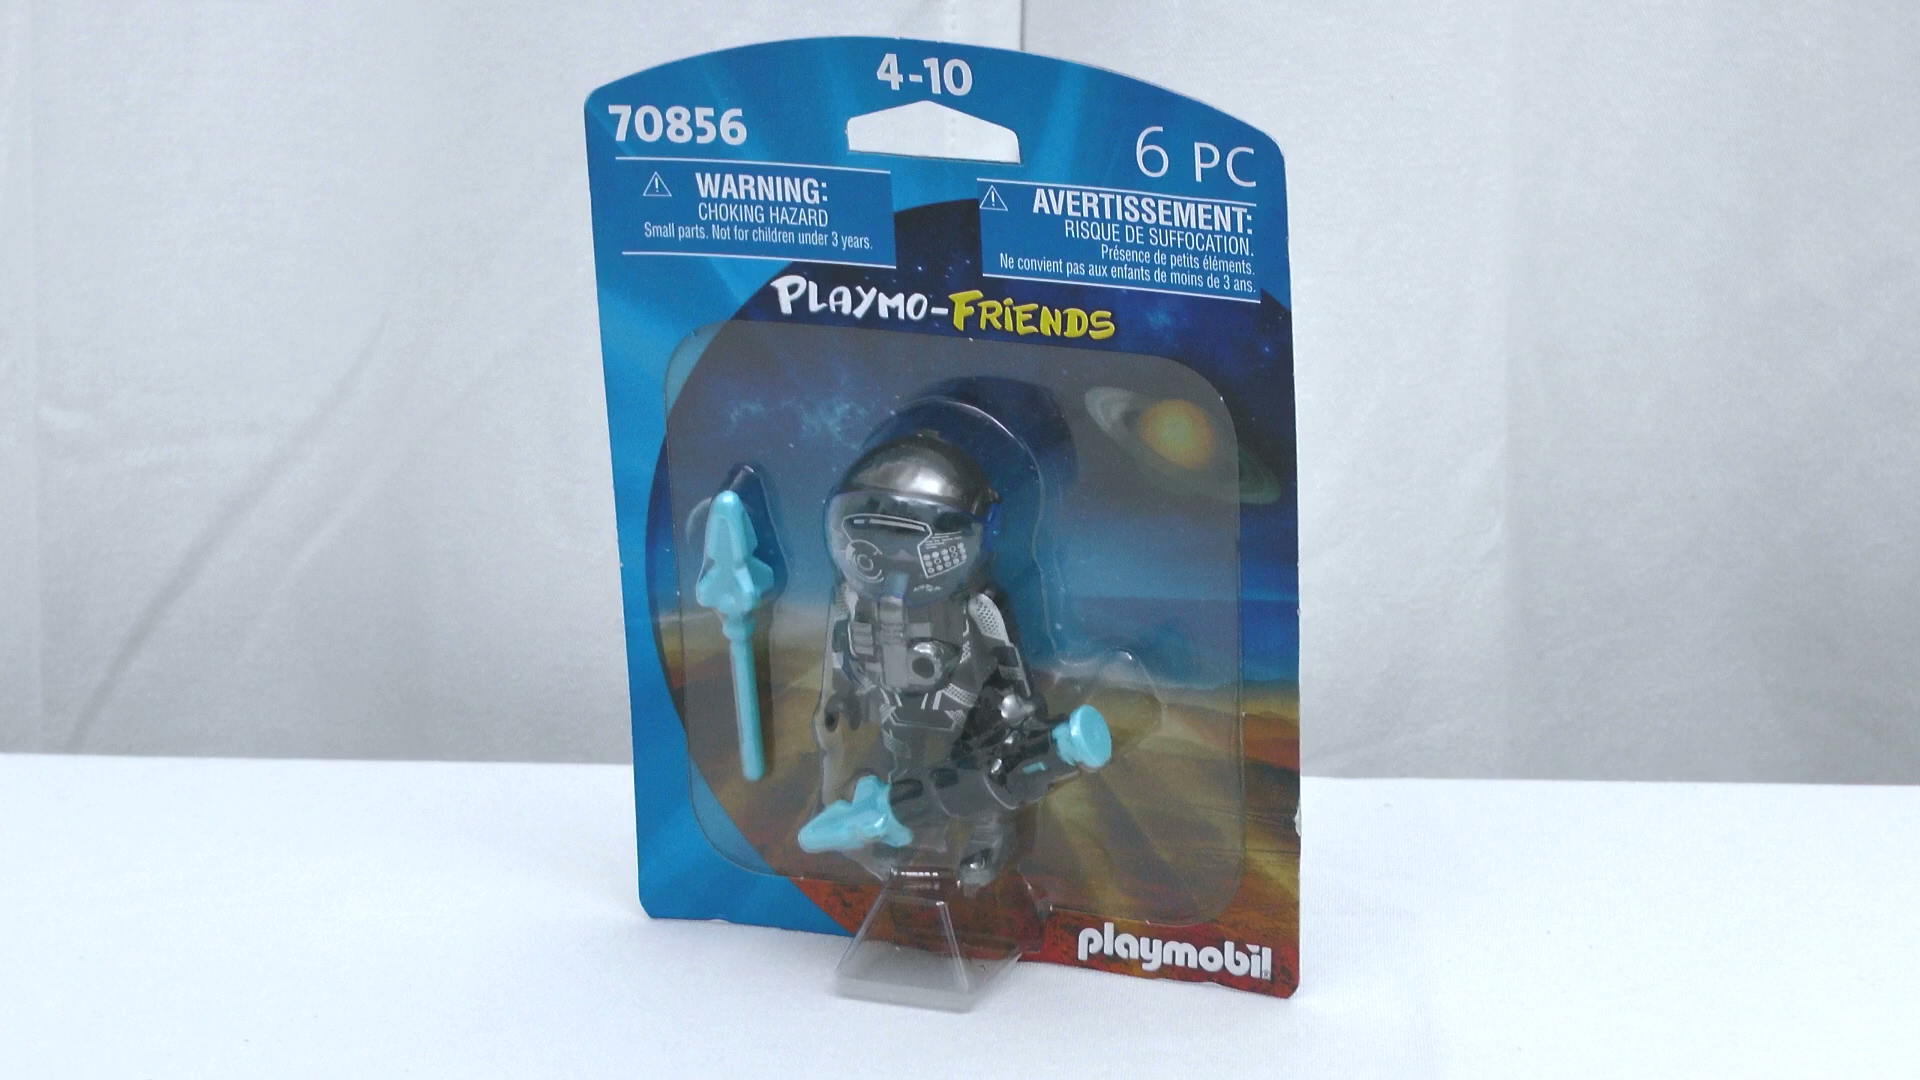 4-10
70856
6 PC
WARNING:
CHOKING HAZARD
Small parts. Not for children under 3 years.
AVERTISSEMENT:
RISQUE DE SUFFOCATION.
Présence de petits éléments.
Ne convient pas aux enfants de moins de 3 ans.
PLAYMO-FRiENDS
playmobil®